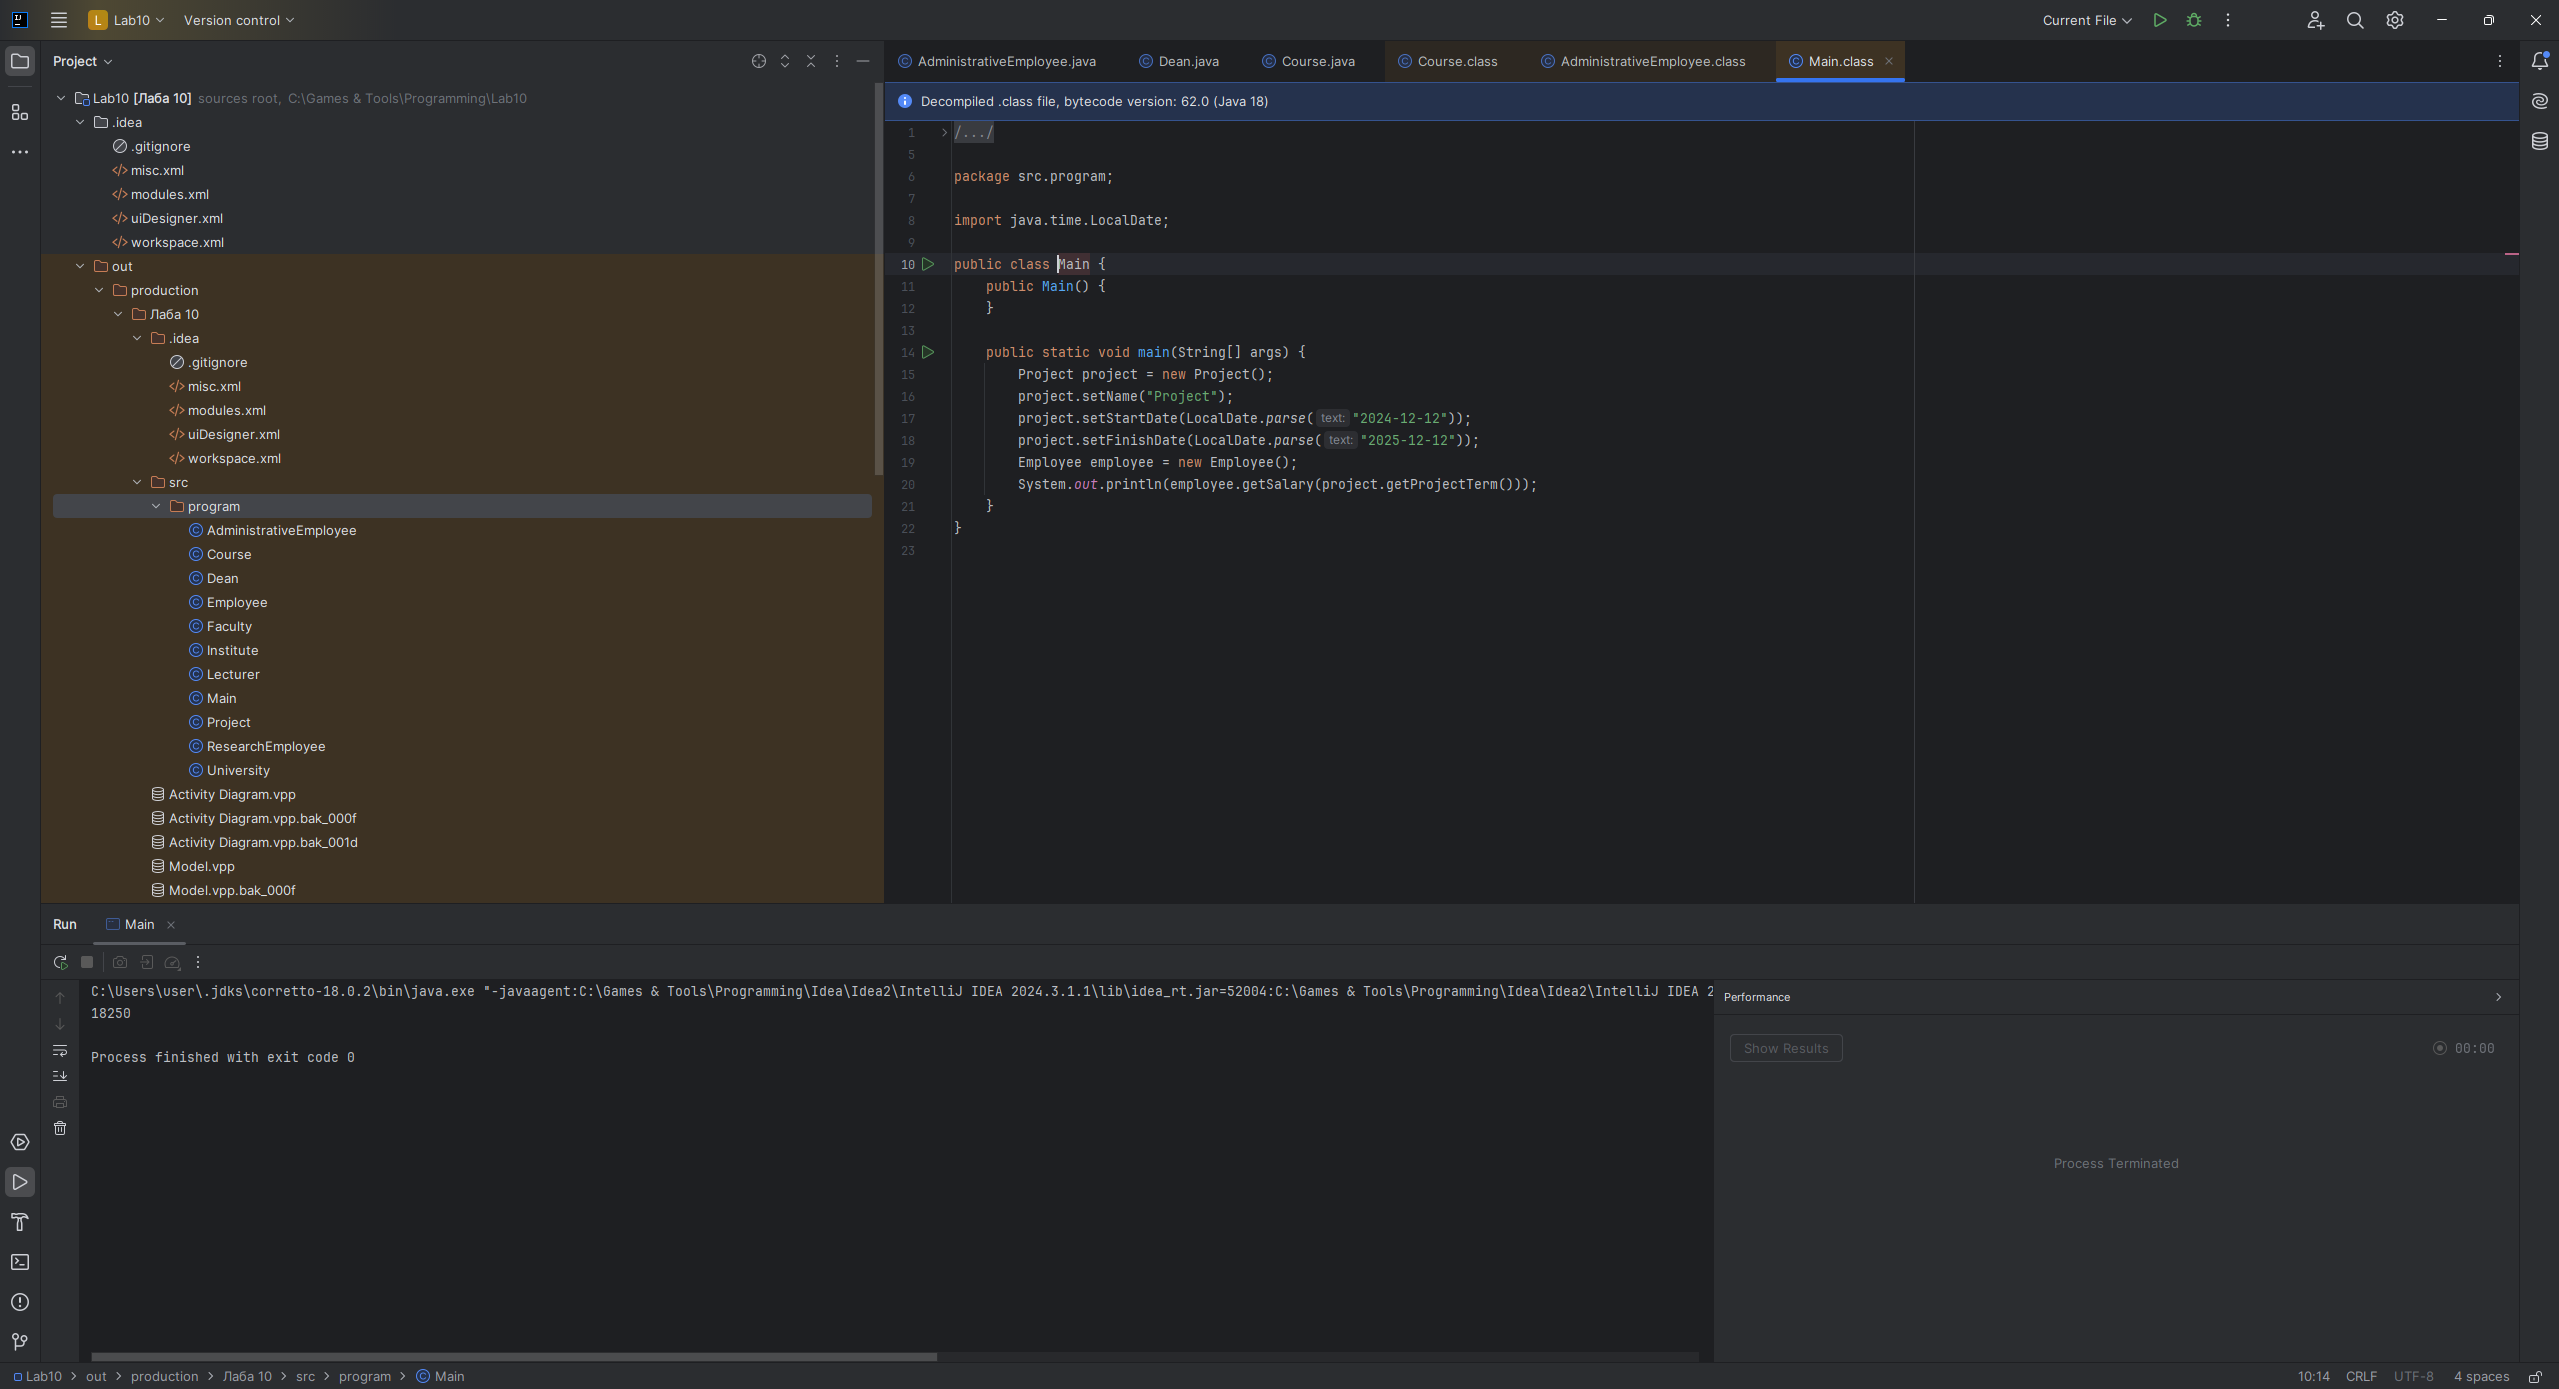 L Lab10 Version control Current File
Project
AdministrativeEmployee.java Dean.java Course.java Course.class AdministrativeEmployee.class Main.class
Lab10 [Лаба 10] sources root, C:\Games & Tools\Programming\Lab10
.idea
.gitignore
misc.xml
modules.xml
uiDesigner.xml
workspace.xml
out
production
Лаба 10
.idea
.gitignore
misc.xml
modules.xml
uiDesigner.xml
workspace.xml
src
program
AdministrativeEmployee
Course
Dean
Employee
Faculty
Institute
Lecturer
Main
Project
ResearchEmployee
University
Activity Diagram.vpp
Activity Diagram.vpp.bak_000f
Activity Diagram.vpp.bak_001d
Model.vpp
Model.vpp.bak_000f
Decompiled .class file, bytecode version: 62.0 (Java 18)
1 /.../
5
6 package src.program;
7
8 import java.time.LocalDate;
9
10 public class Main {
11 public Main() {
12 }
13
14 public static void main(String[] args) {
15 Project project = new Project();
16 project.setName("Project");
17 project.setStartDate(LocalDate.parse( text: "2024-12-12"));
18 project.setFinishDate(LocalDate.parse( text: "2025-12-12"));
19 Employee employee = new Employee();
20 System.out.println(employee.getSalary(project.getProjectTerm()));
21 }
22 }
23
Run Main
C:\Users\user\.jdks\corretto-18.0.2\bin\java.exe "-javaagent:C:\Games & Tools\Programming\Idea\Idea2\IntelliJ IDEA 2024.3.1.1\lib\idea_rt.jar=52004:C:\Games & Tools\Programming\Idea\Idea2\IntelliJ IDEA 2
18250
Process finished with exit code 0
Performance
Show Results 00:00
Process Terminated
Lab10 out production Лаба 10 src program Main 10:14 CRLF UTF-8 4 spaces